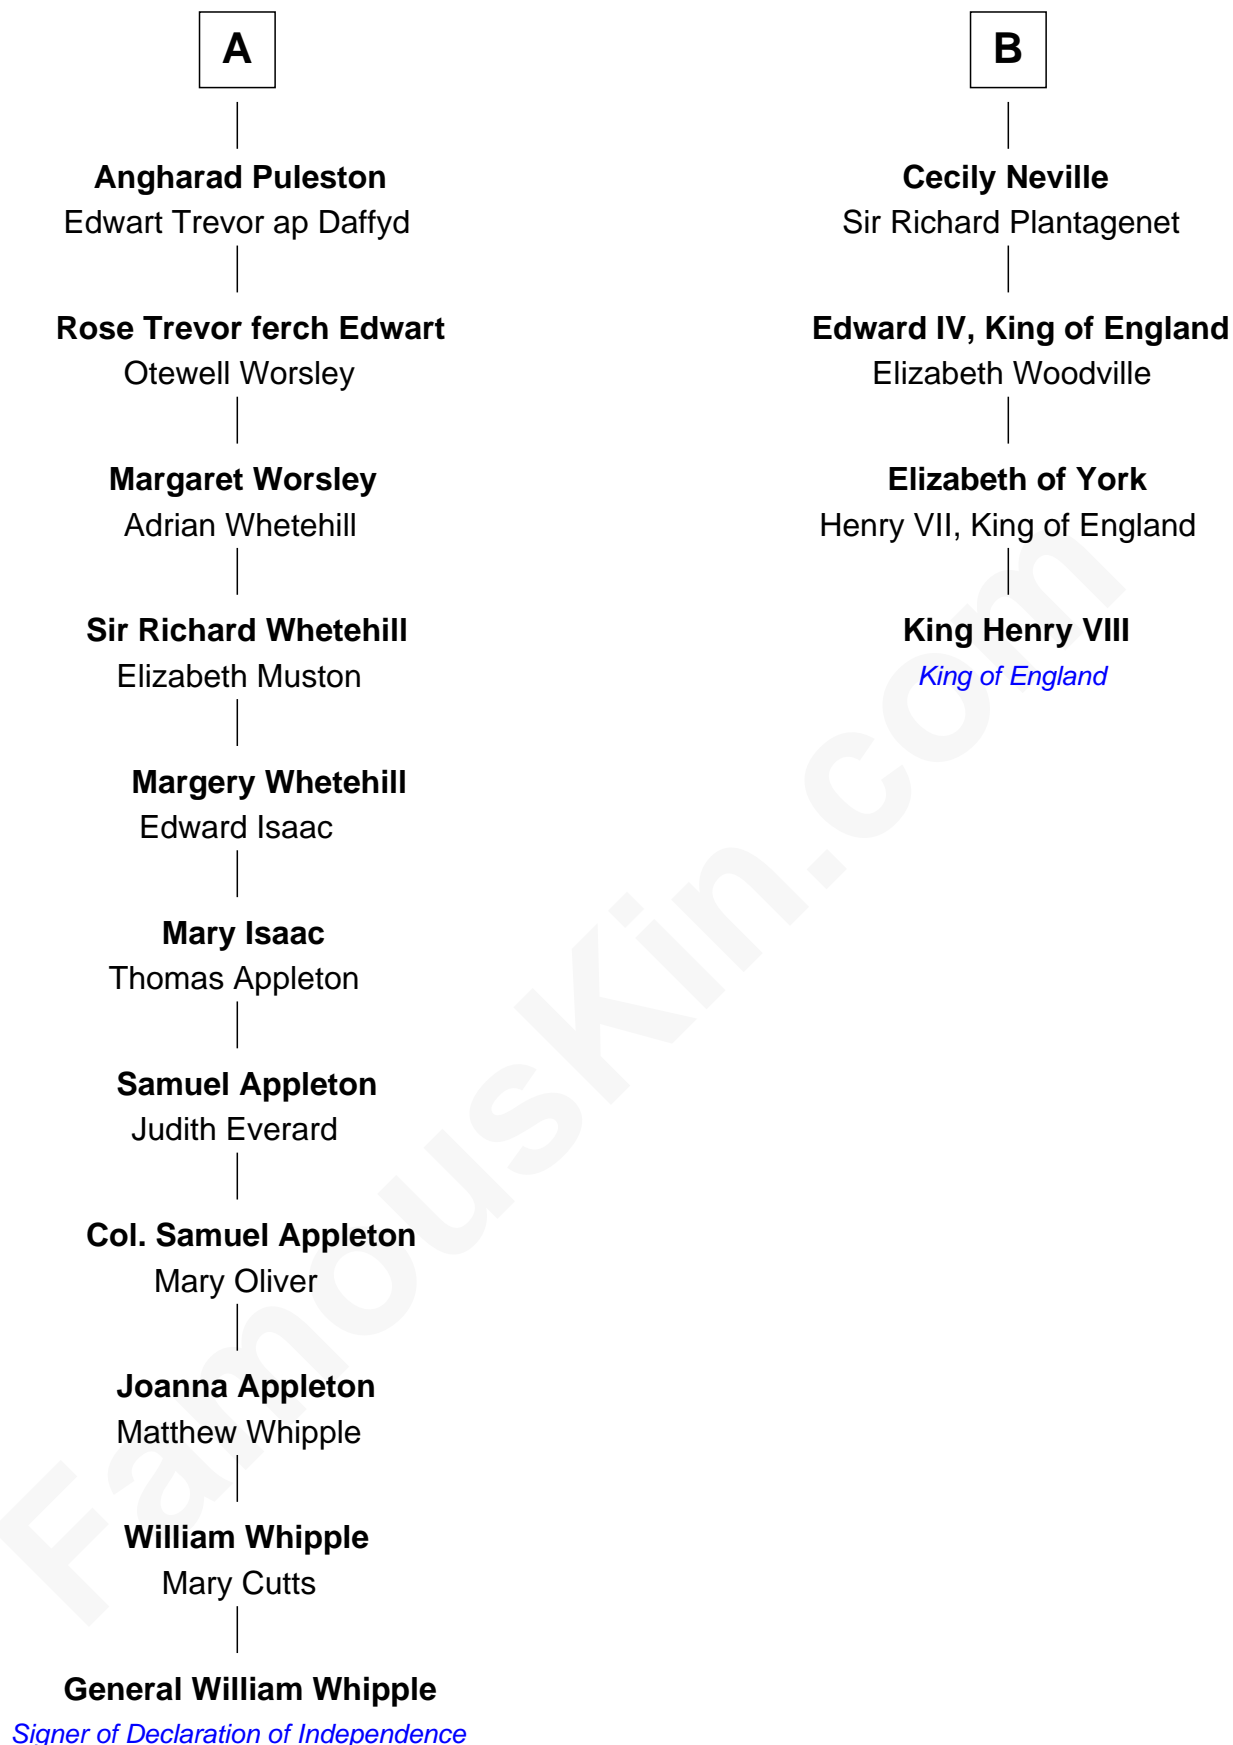 A
Angharad Puleston
Edwart Trevor ap Daffyd
Rose Trevor ferch Edwart
Otewell Worsley
Margaret Worsley
Adrian Whetehill
Sir Richard Whetehill
Elizabeth Muston
Margery Whetehill
Edward Isaac
Mary Isaac
Thomas Appleton
Samuel Appleton
Judith Everard
Col. Samuel Appleton
Mary Oliver
Joanna Appleton
Matthew Whipple
William Whipple
Mary Cutts
General William Whipple
Signer of Declaration of Independence
B
Cecily Neville
Sir Richard Plantagenet
Edward IV, King of England
Elizabeth Woodville
Elizabeth of York
Henry VII, King of England
King Henry VIII
King of England
FamousKin.com